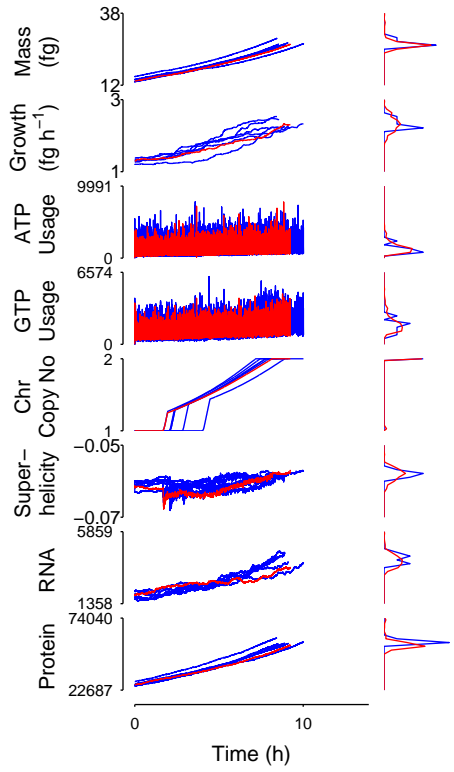 38
Mass
(fg)
12
3
Growth
(fg h⁻¹)
1
9991
ATP
Usage
0
6574
GTP
Usage
0
2
Chr
Copy No
1
−0.05
Super−
helicity
−0.07
5859
RNA
1358
74040
Protein
22687
0 10
Time (h)